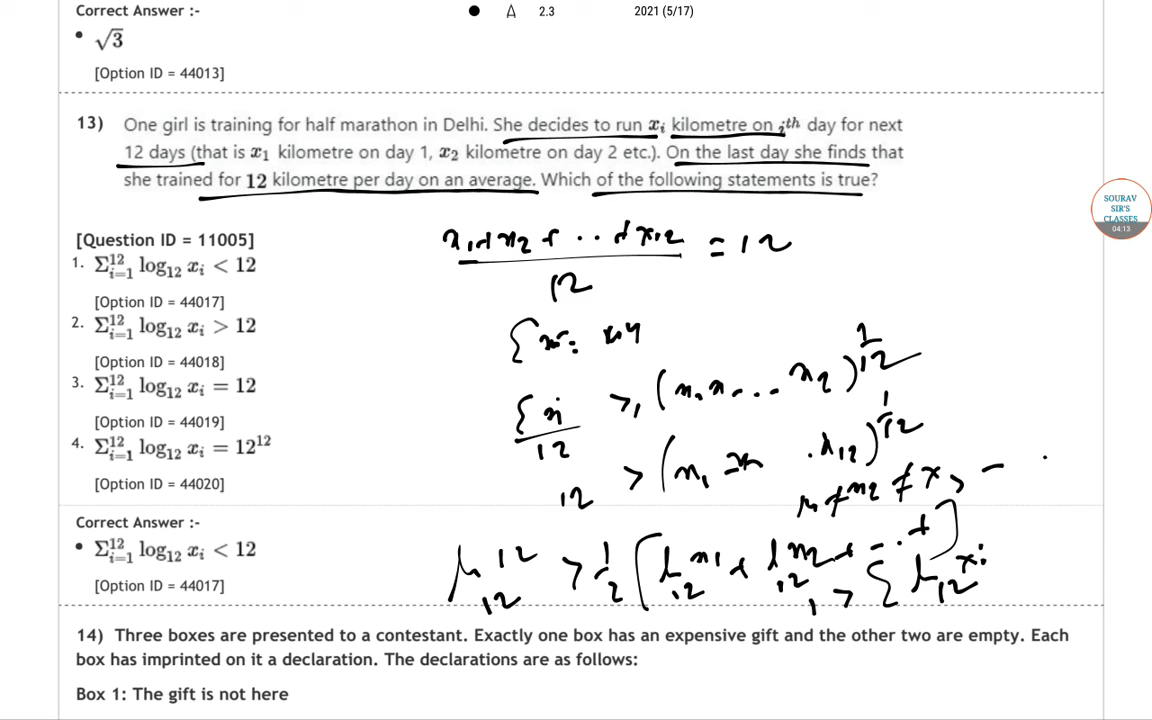 Correct Answer :-
2.3
2021 (5/17)
• √3
[Option ID = 44013]
13) One girl is training for half marathon in Delhi. She decides to run xᵢ kilometre on iᵗʰ day for next
12 days (that is x₁ kilometre on day 1, x₂ kilometre on day 2 etc.). On the last day she finds that
she trained for 12 kilometre per day on an average. Which of the following statements is true?
SOURAV
SIR'S
CLASSES
04:13
[Question ID = 11005]
1. Σ¹²ᵢ₌₁ log₁₂ xᵢ < 12
[Option ID = 44017]
2. Σ¹²ᵢ₌₁ log₁₂ xᵢ > 12
[Option ID = 44018]
3. Σ¹²ᵢ₌₁ log₁₂ xᵢ = 12
[Option ID = 44019]
4. Σ¹²ᵢ₌₁ log₁₂ xᵢ = 12¹²
[Option ID = 44020]
x₁+x₂+..+x₁₂ = 12
12
Correct Answer :-
• Σ¹²ᵢ₌₁ log₁₂ xᵢ < 12
[Option ID = 44017]
14) Three boxes are presented to a contestant. Exactly one box has an expensive gift and the other two are empty. Each
box has imprinted on it a declaration. The declarations are as follows:
Box 1: The gift is not here